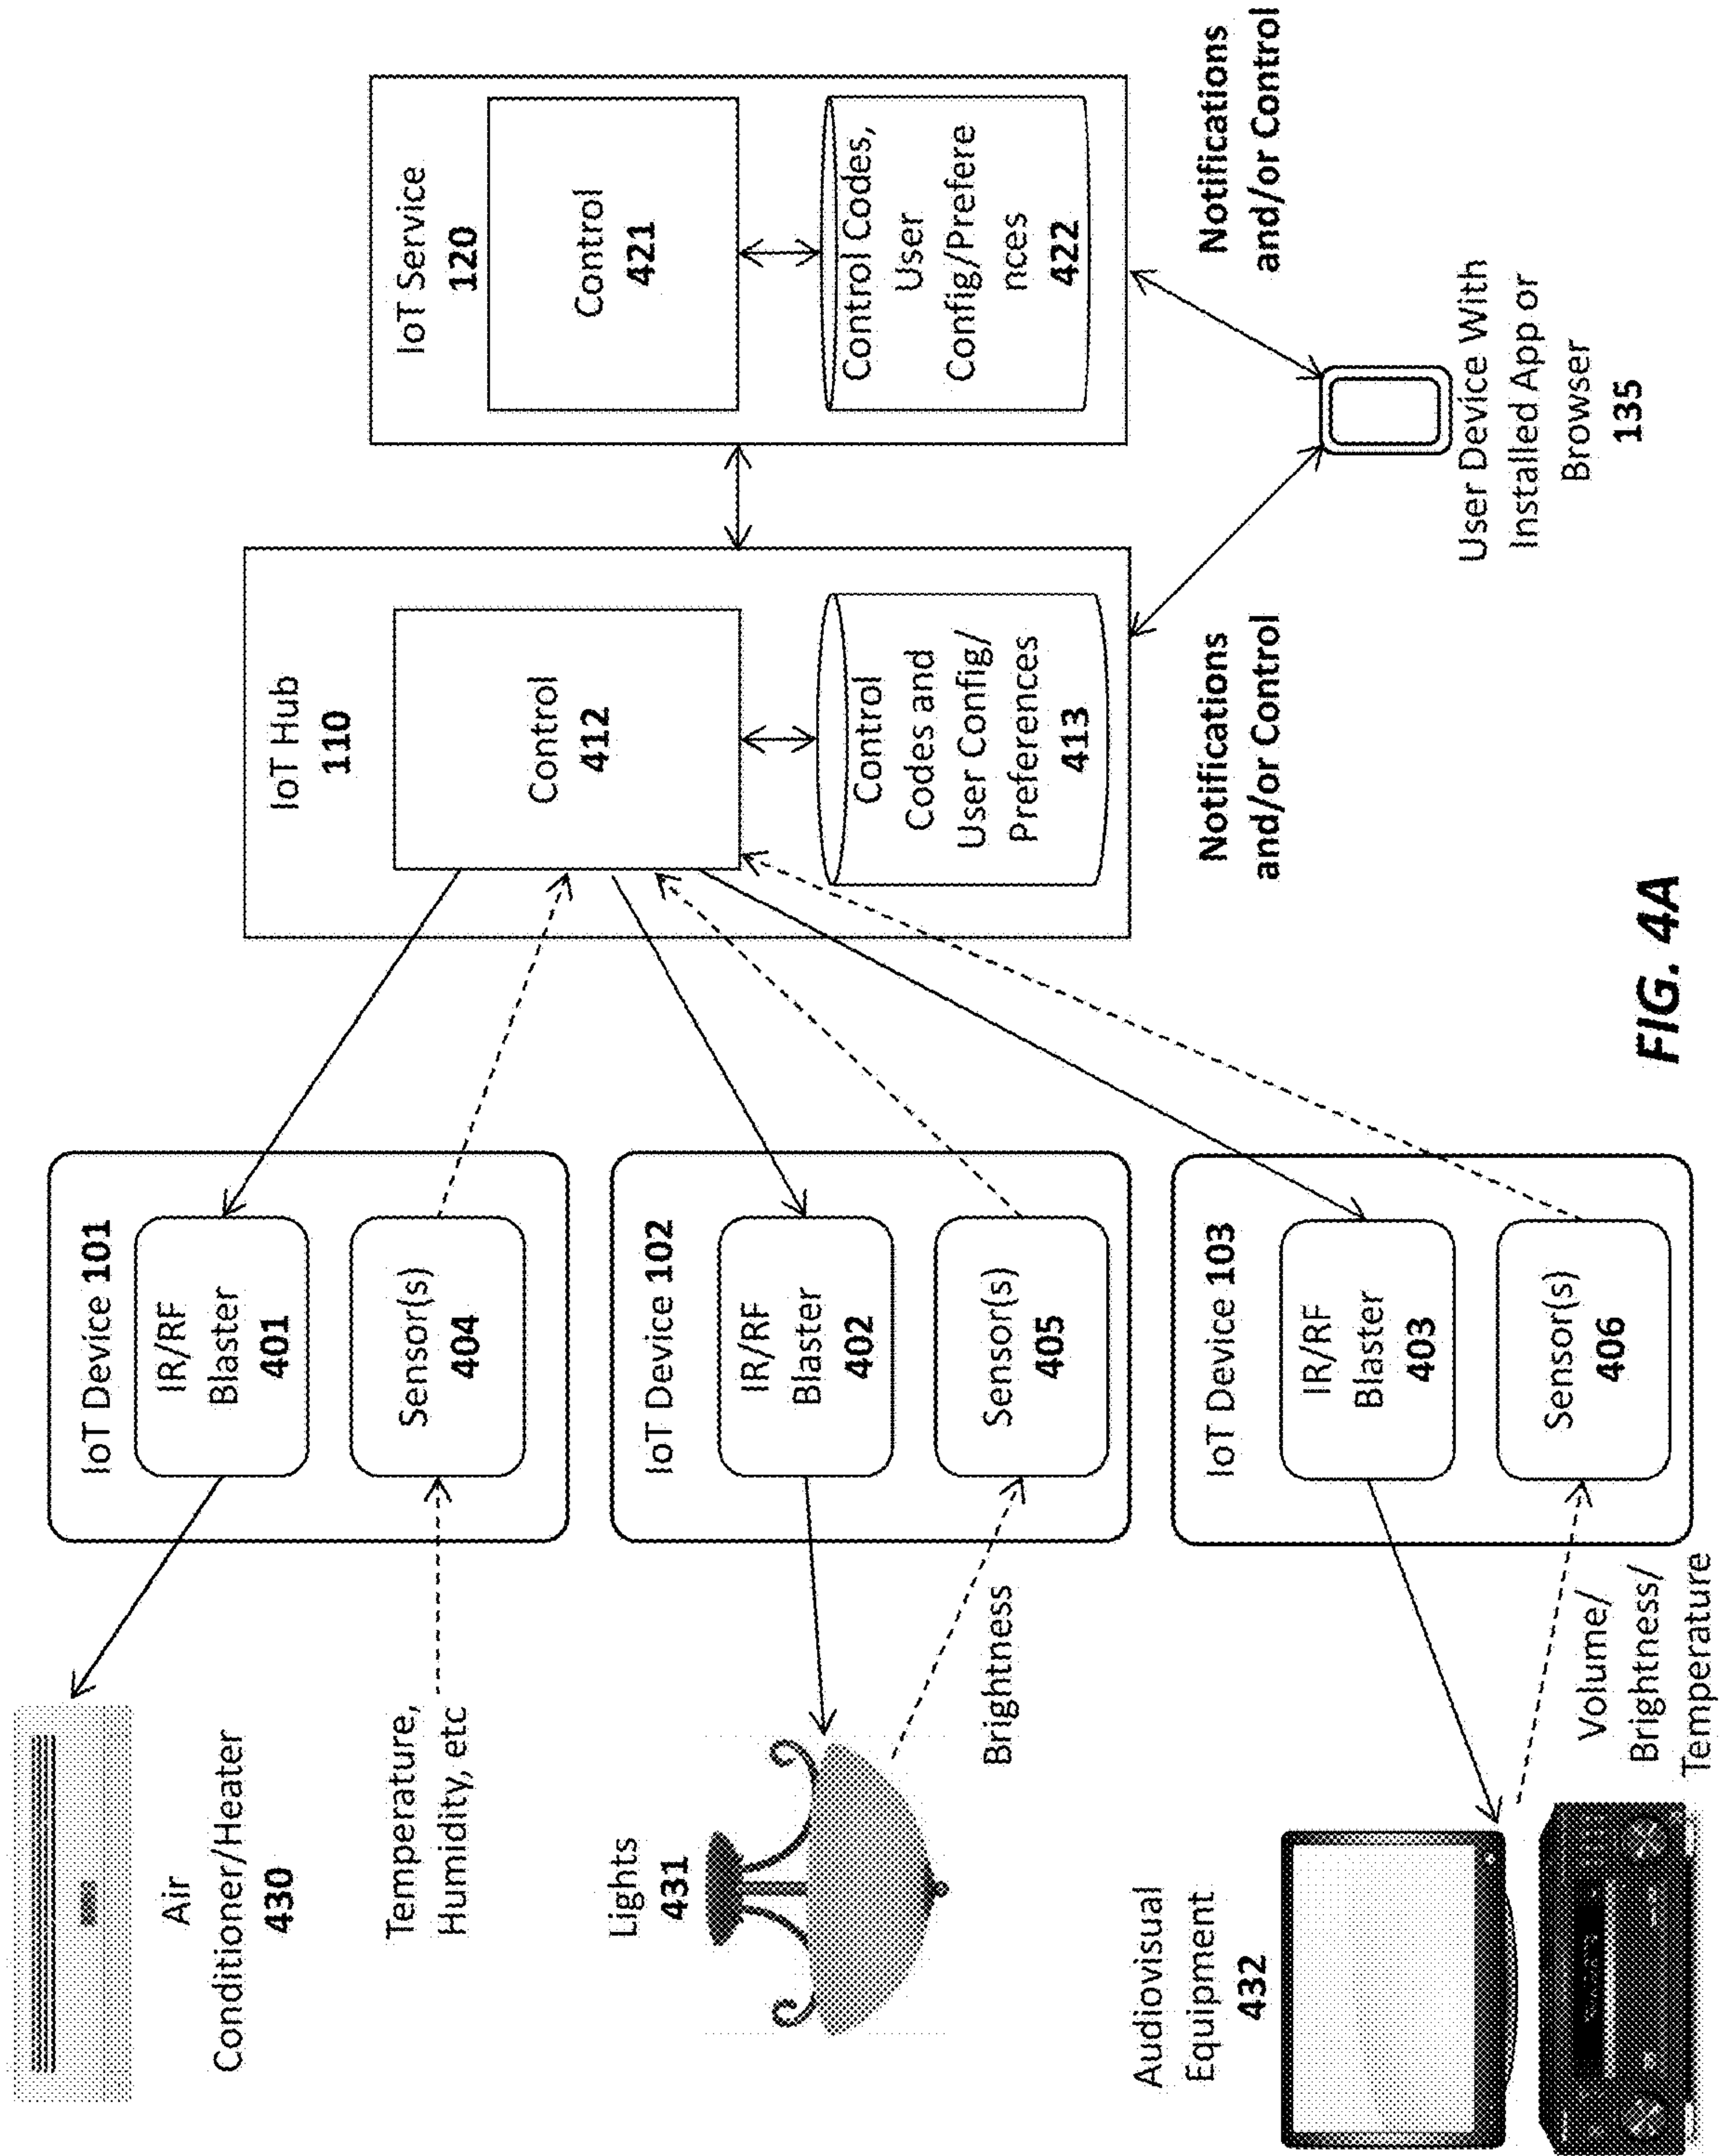 Air
Conditioner/Heater
430
Temperature,
Humidity, etc
Lights
431
Brightness
Audiovisual
Equipment
432
Volume/
Brightness/
Temperature
IoT Device 101
IR/RF
Blaster
401
Sensor(s)
404
IoT Device 102
IR/RF
Blaster
402
Sensor(s)
405
IoT Device 103
IR/RF
Blaster
403
Sensor(s)
406
IoT Hub
110
Control
412
Control
Codes and
User Config/
Preferences
413
Notifications
and/or Control
IoT Service
120
Control
421
Control Codes,
User
Config/Prefere
nces
422
Notifications
and/or Control
User Device With
Installed App or
Browser
135
FIG. 4A